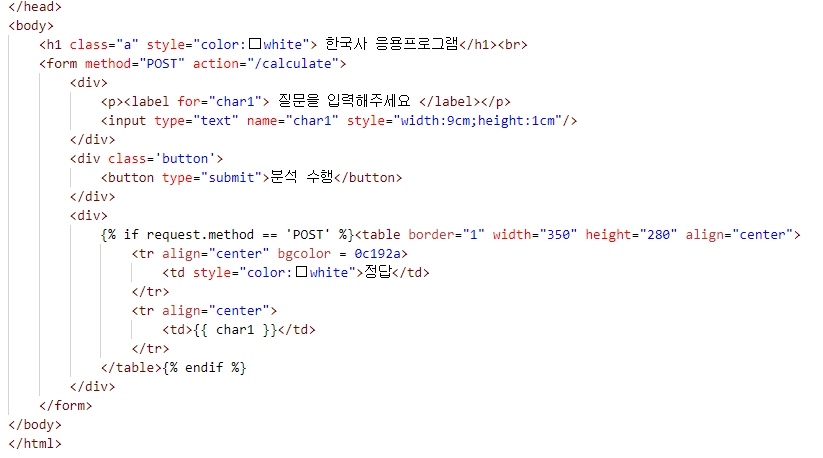 </head>
<body>
    <h1 class="a" style="color:□white"> 한국사 응용프로그램</h1><br>
    <form method="POST" action="/calculate">
        <div>
            <p><label for="char1"> 질문을 입력해주세요 </label></p>
            <input type="text" name="char1" style="width:9cm;height:1cm"/>
        </div>
        <div class='button'>
            <button type="submit">분석 수행</button>
        </div>
        <div>
            {% if request.method == 'POST' %}<table border="1" width="350" height="280" align="center">
                <tr align="center" bgcolor = 0c192a>
                    <td style="color:□white">정답</td>
                </tr>
                <tr align="center">
                    <td>{{ char1 }}</td>
                </tr>
            </table>{% endif %}
        </div>
    </form>
</body>
</html>